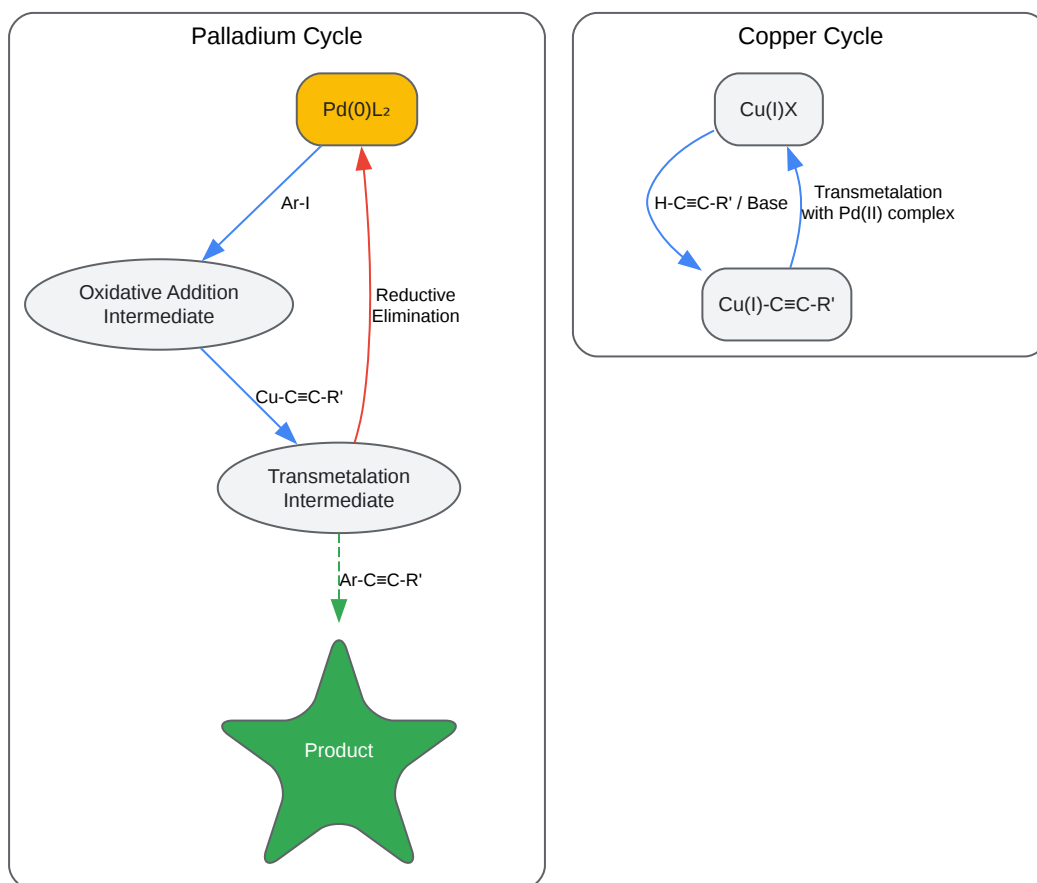 Palladium Cycle
Pd(0)L₂
Ar-I
Oxidative Addition
Intermediate
Reductive
Elimination
Cu-C≡C-R'
Transmetalation
Intermediate
Ar-C≡C-R'
Product
Copper Cycle
Cu(I)X
H-C≡C-R' / Base
Transmetalation
with Pd(II) complex
Cu(I)-C≡C-R'